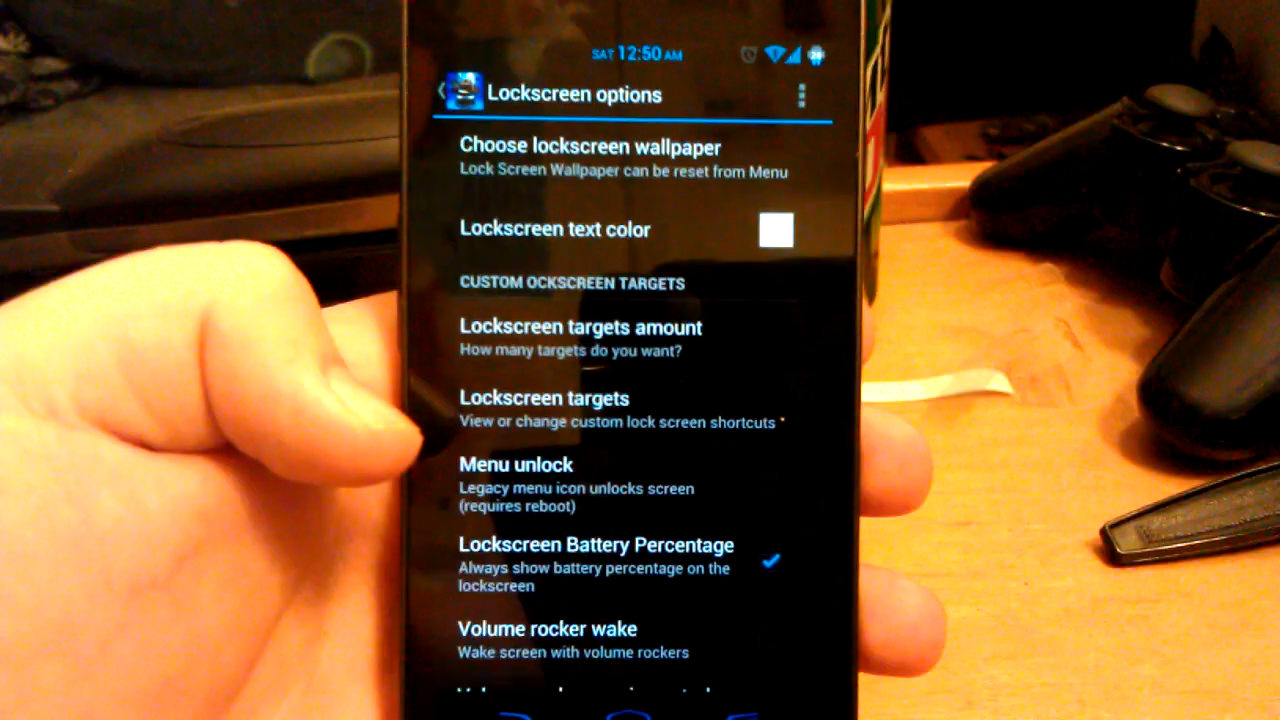 SAT 12:50 AM
Lockscreen options
Choose lockscreen wallpaper
Lock Screen Wallpaper can be reset from Menu
Lockscreen text color
CUSTOM OCKSCREEN TARGETS
Lockscreen targets amount
How many targets do you want?
Lockscreen targets
View or change custom lock screen shortcuts *
Menu unlock
Legacy menu icon unlocks screen
(requires reboot)
Lockscreen Battery Percentage
Always show battery percentage on the
lockscreen
Volume rocker wake
Wake screen with volume rockers